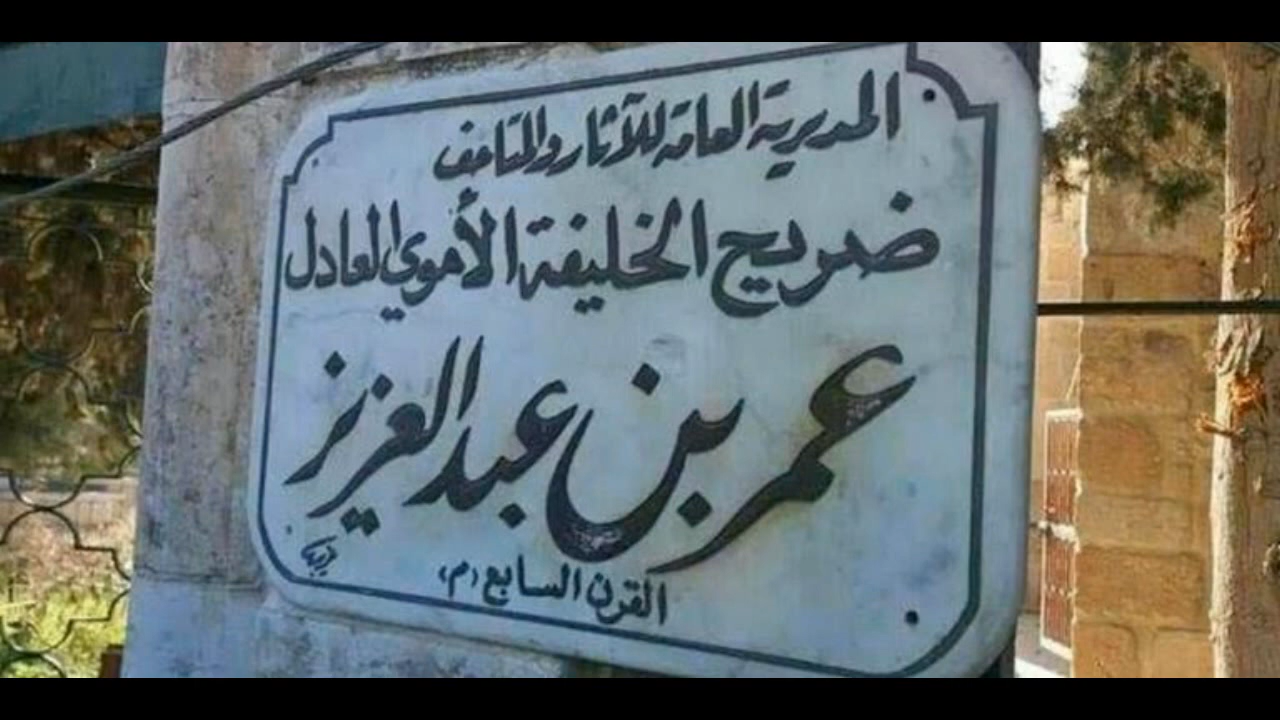 المديرية العامة للآثار والمتاحف
ضريح الخليفة الأموي العادل
عمر بن عبد العزيز
القرن السابع (م)